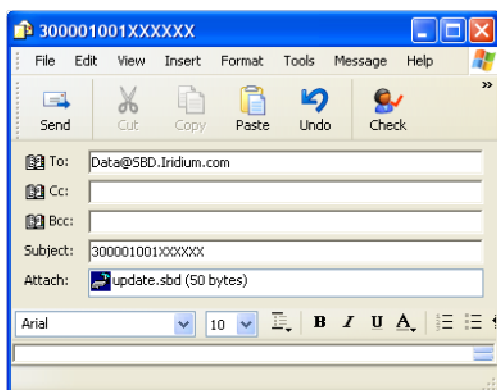 300001001XXXXXX
File Edit View Insert Format Tools Message Help
Send Cut Copy Paste Undo Check
To: Data@SBD.Iridium.com
Cc:
Bcc:
Subject: 300001001XXXXXX
Attach: update.sbd (50 bytes)
Arial 10 B I U A